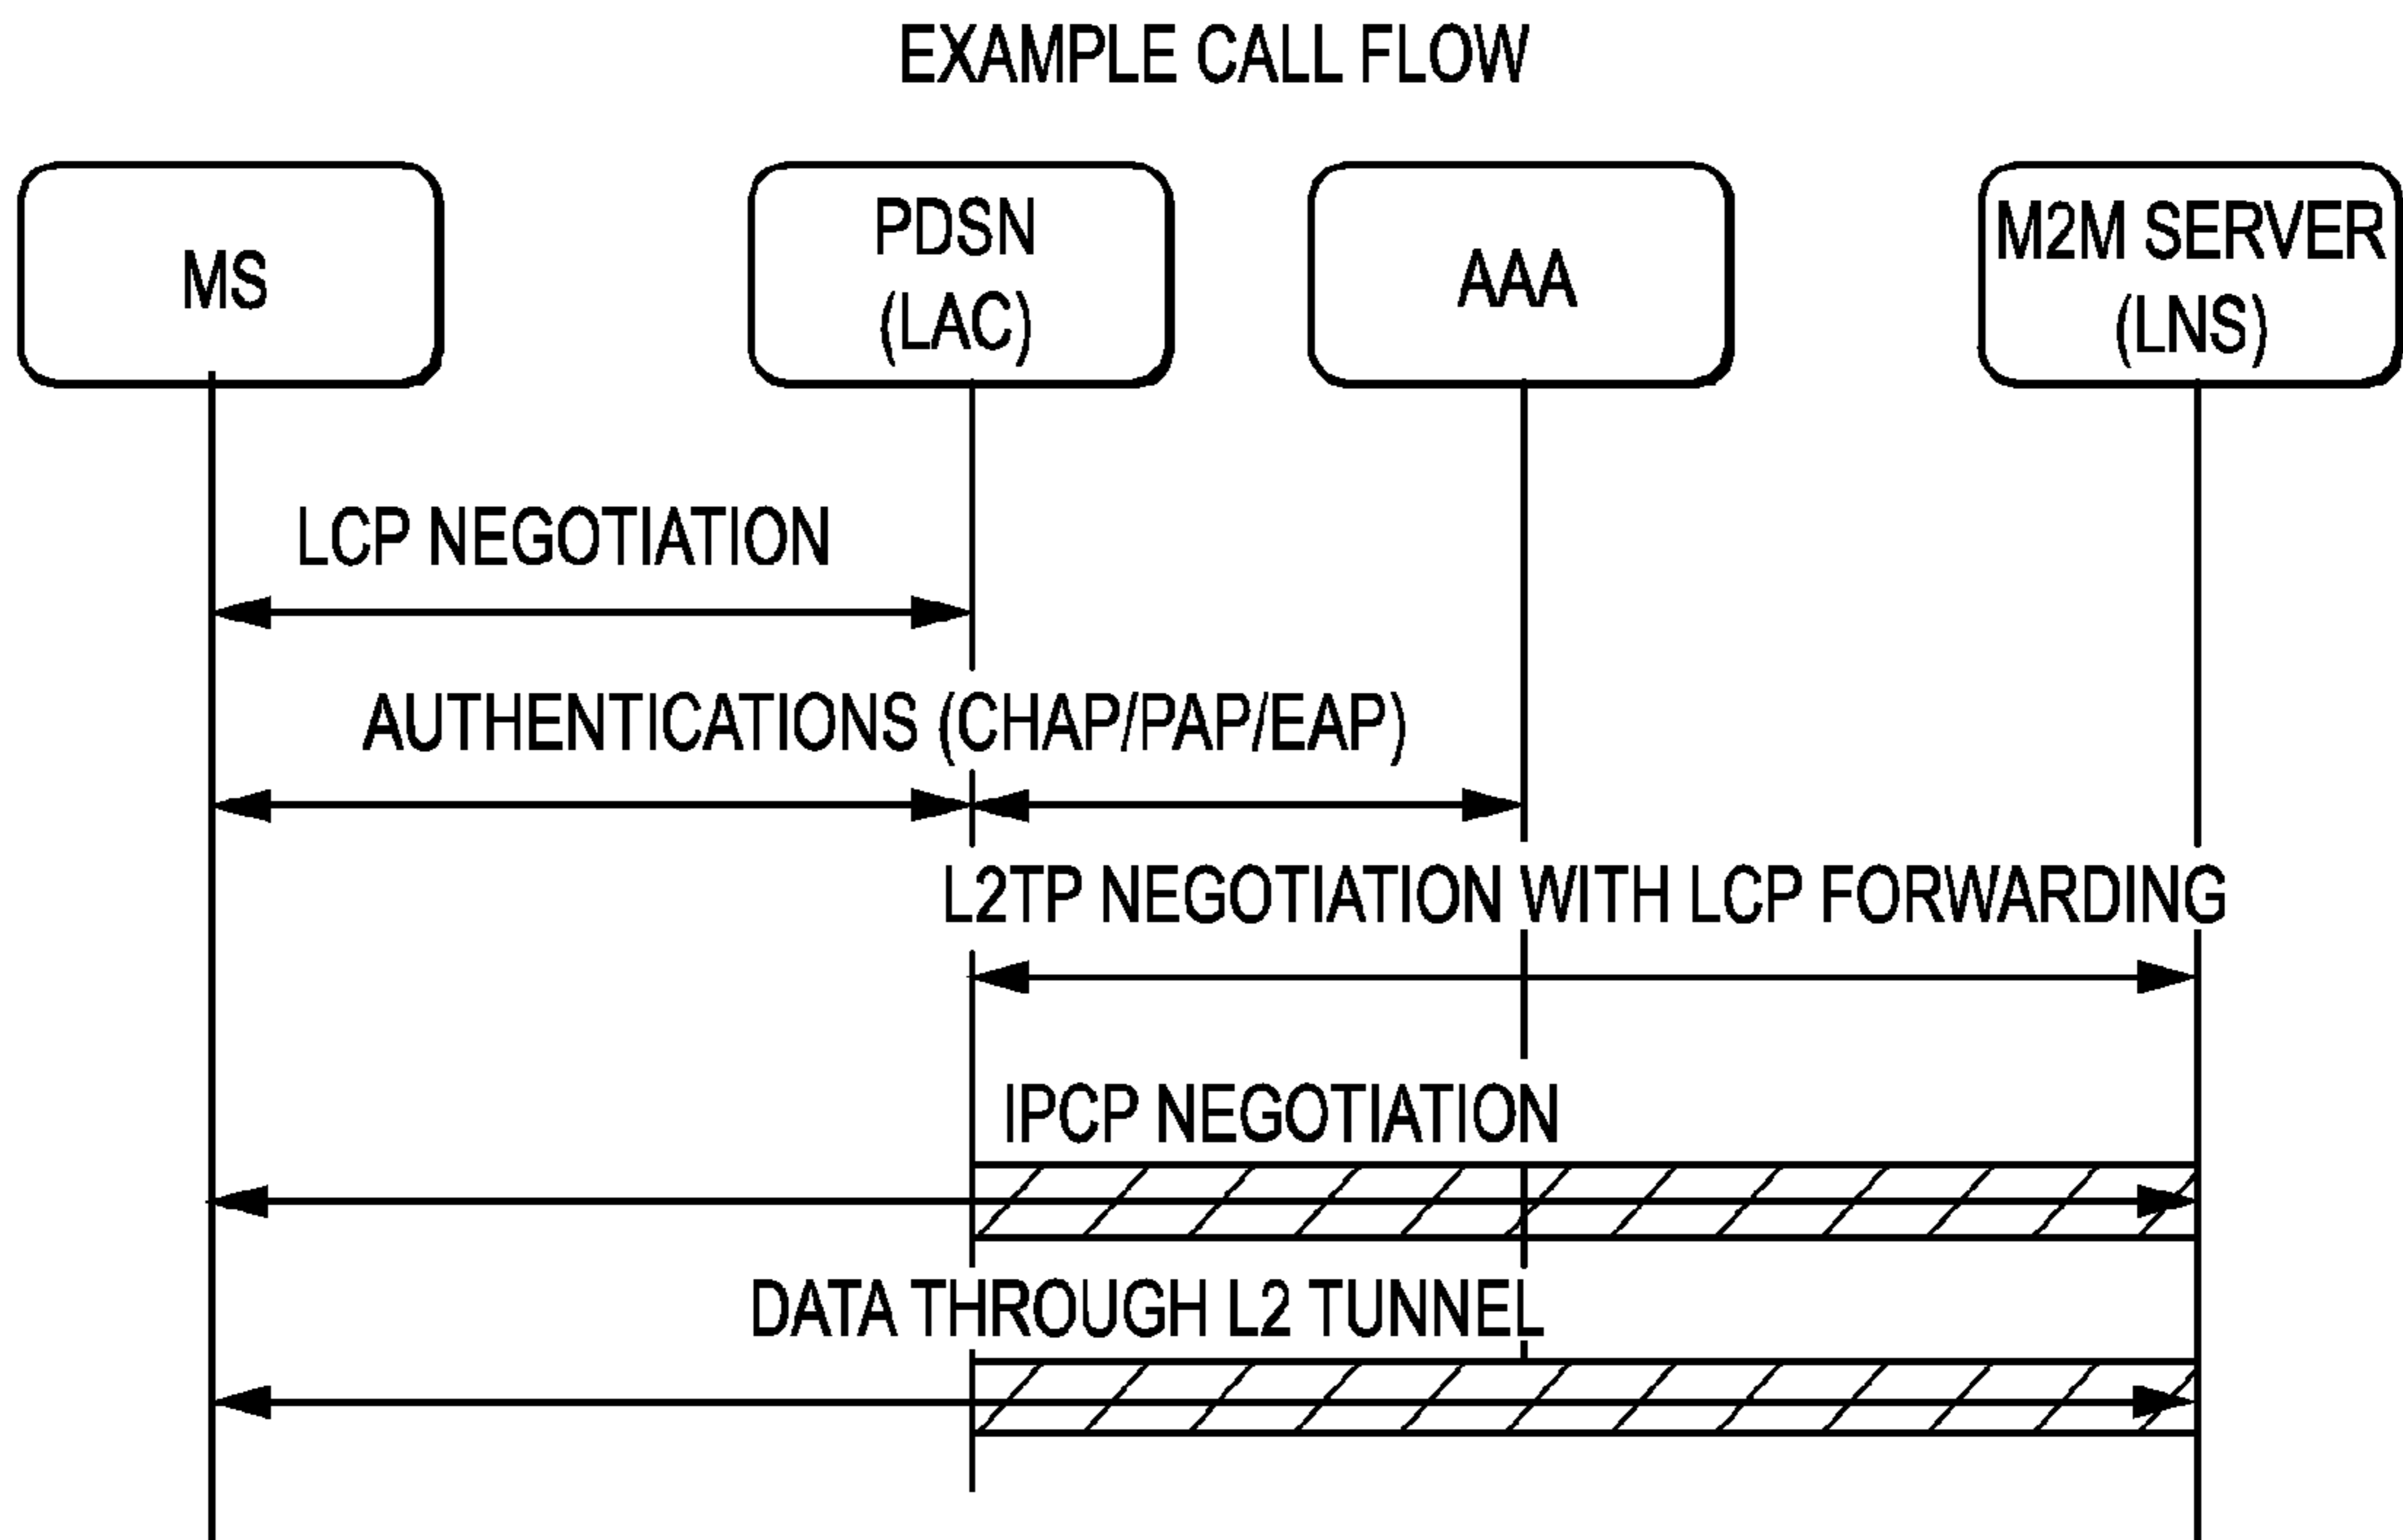 EXAMPLE CALL FLOW
MS
PDSN
(LAC)
AAA
M2M SERVER
(LNS)
LCP NEGOTIATION
AUTHENTICATIONS (CHAP/PAP/EAP)
L2TP NEGOTIATION WITH LCP FORWARDING
IPCP NEGOTIATION
DATA THROUGH L2 TUNNEL